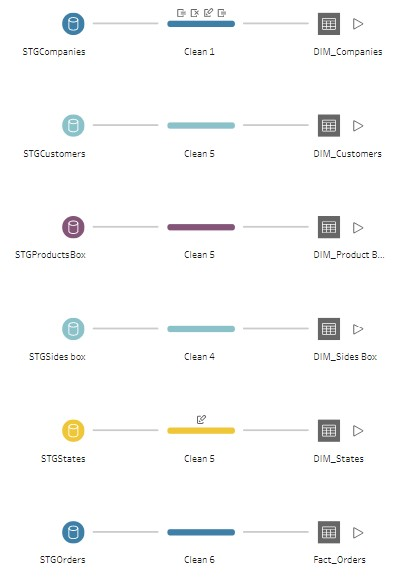 STGCompanies Clean 1 DIM_Companies
STGCustomers Clean 5 DIM_Customers
STGProductsBox Clean 5 DIM_Product B...
STGSides box Clean 4 DIM_Sides Box
STGStates Clean 5 DIM_States
STGOrders Clean 6 Fact_Orders